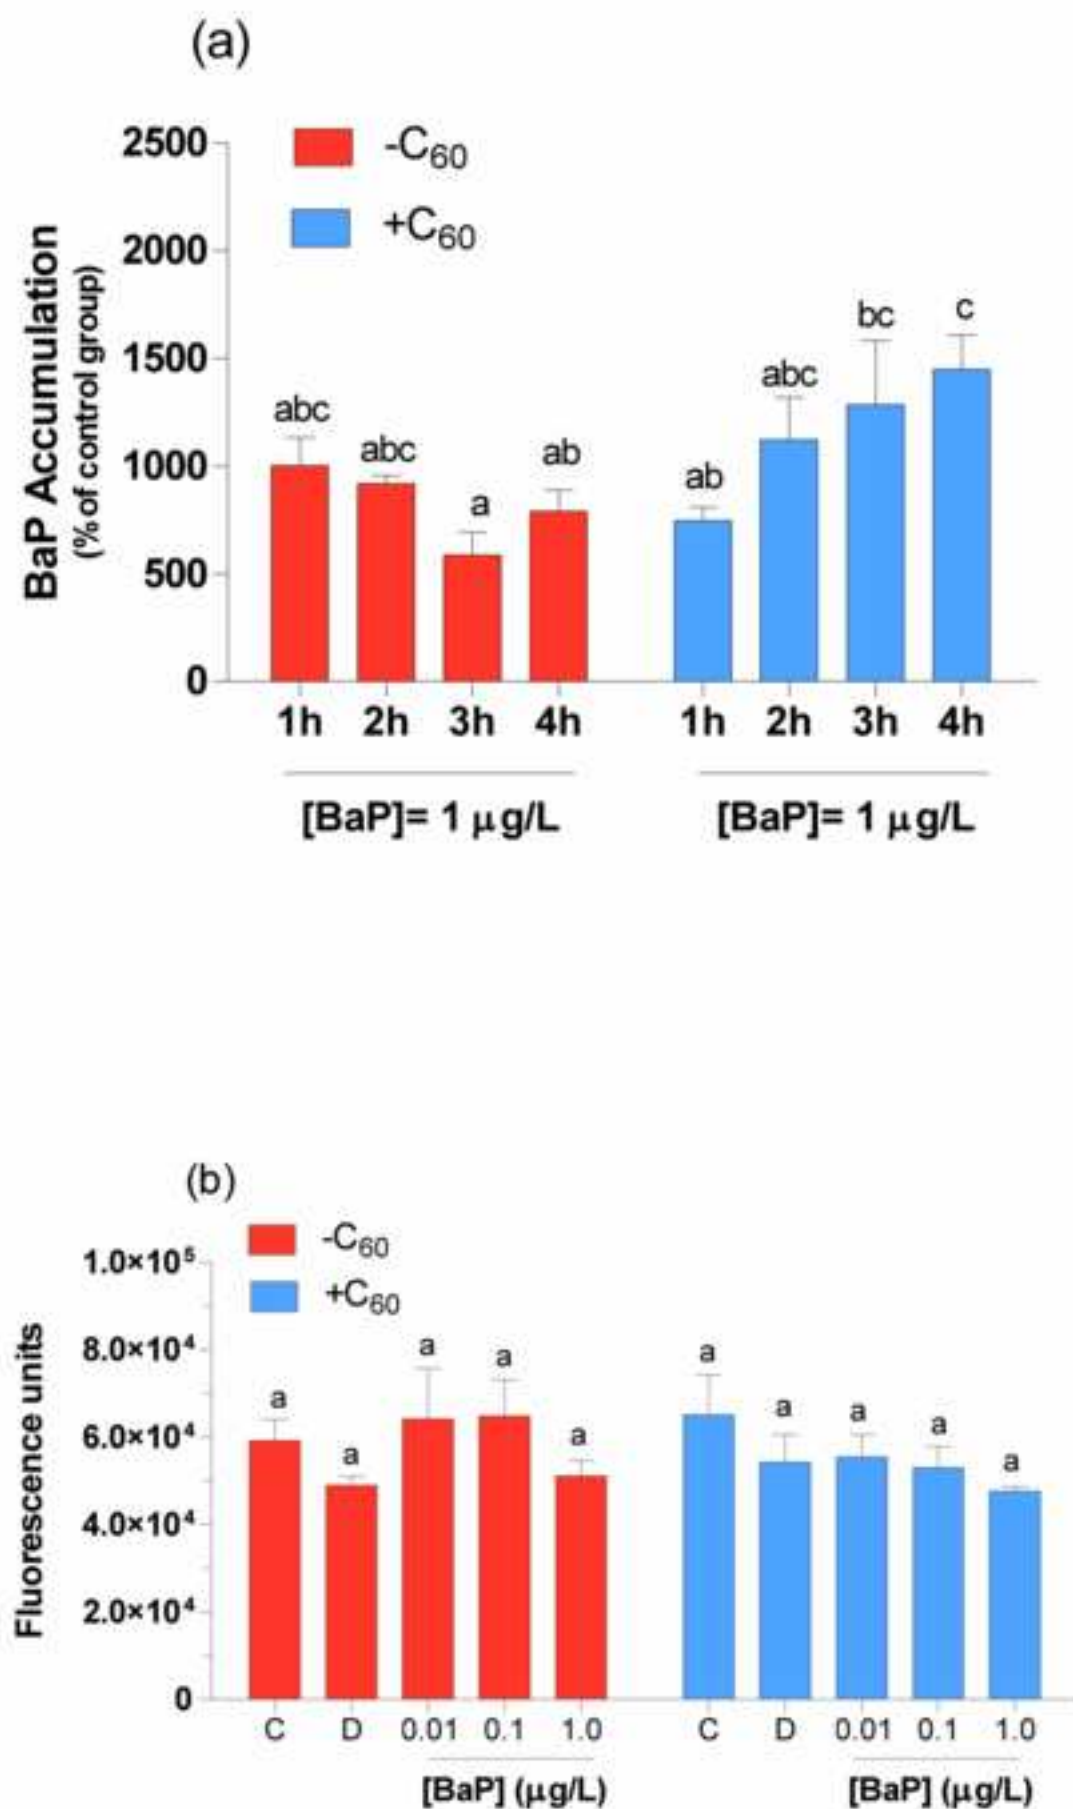 (a)
2500
2000
1500
1000
500
0
BaP Accumulation
(% of control group)
-C₆₀
+C₆₀
abc
abc
a
ab
ab
abc
bc
c
1h 2h 3h 4h 1h 2h 3h 4h
[BaP]= 1 μg/L [BaP]= 1 μg/L
(b)
1.0×10⁵
8.0×10⁴
6.0×10⁴
4.0×10⁴
2.0×10⁴
0
Fluorescence units
-C₆₀
+C₆₀
a
a
a
a
a
a
a
a
a
a
C D 0.01 0.1 1.0 C D 0.01 0.1 1.0
[BaP] (μg/L) [BaP] (μg/L)